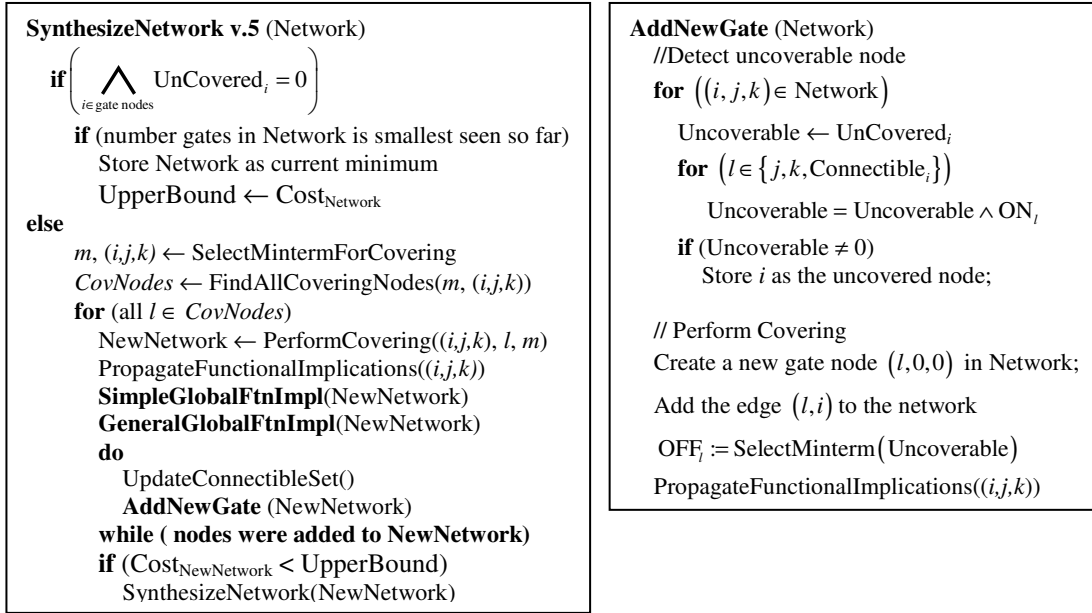 SynthesizeNetwork v.5 (Network)
if ( ⋀ UnCovered_i = 0 )
i∈gate nodes
if (number gates in Network is smallest seen so far)
Store Network as current minimum
UpperBound ← Cost_Network
else
m, (i,j,k) ← SelectMintermForCovering
CovNodes ← FindAllCoveringNodes(m, (i,j,k))
for (all l ∈ CovNodes)
NewNetwork ← PerformCovering((i,j,k), l, m)
PropagateFunctionalImplications((i,j,k))
SimpleGlobalFtnImpl(NewNetwork)
GeneralGlobalFtnImpl(NewNetwork)
do
UpdateConnectibleSet()
AddNewGate (NewNetwork)
while ( nodes were added to NewNetwork)
if (Cost_NewNetwork < UpperBound)
SynthesizeNetwork(NewNetwork)
AddNewGate (Network)
//Detect uncoverable node
for ((i, j,k)∈ Network)
Uncoverable ← UnCovered_i
for (l ∈{j,k,Connectible_i})
Uncoverable = Uncoverable ∧ ON_l
if (Uncoverable ≠ 0)
Store i as the uncovered node;
// Perform Covering
Create a new gate node (l,0,0) in Network;
Add the edge (l,i) to the network
OFF_l := SelectMinterm(Uncoverable)
PropagateFunctionalImplications((i,j,k))